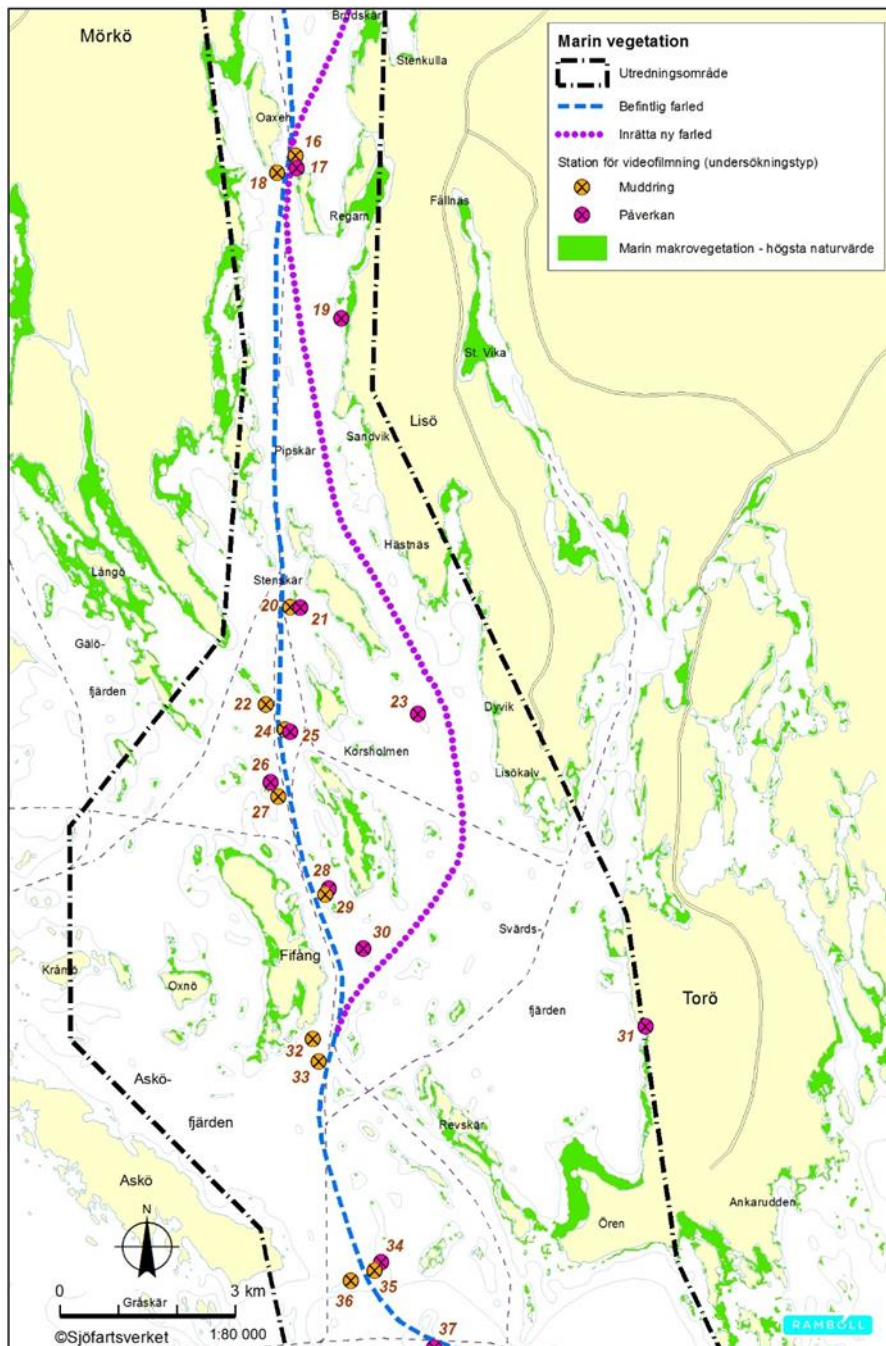 Mörkö
Brudskär
Stenkulla
Marin vegetation
Utredningsområde
Befintlig farled
Inrätta ny farled
Station för videofilmning (undersökningstyp)
Muddring
Påverkan
Marin makrovegetation - högsta naturvärde
Oaxen
16
17
18
Regarn
Fållnäs
19
St. Vika
Lisö
Sandvik
Pipskär
Hästnäs
Långö
Stenskär
20
21
Gälö-
fjärden
22
23
Dyvik
24
25
Korsholmen
Lisökalv
26
27
28
29
Svärds-
30
Fifång
Kråmö
Oxnö
fjärden
Torö
31
32
33
Askö-
fjärden
Revskär
Askö
Ankarudden
Ören
N
34
35
36
0
3 km
Gråskär
37
©Sjöfartsverket
1:80 000
RAMBOLL